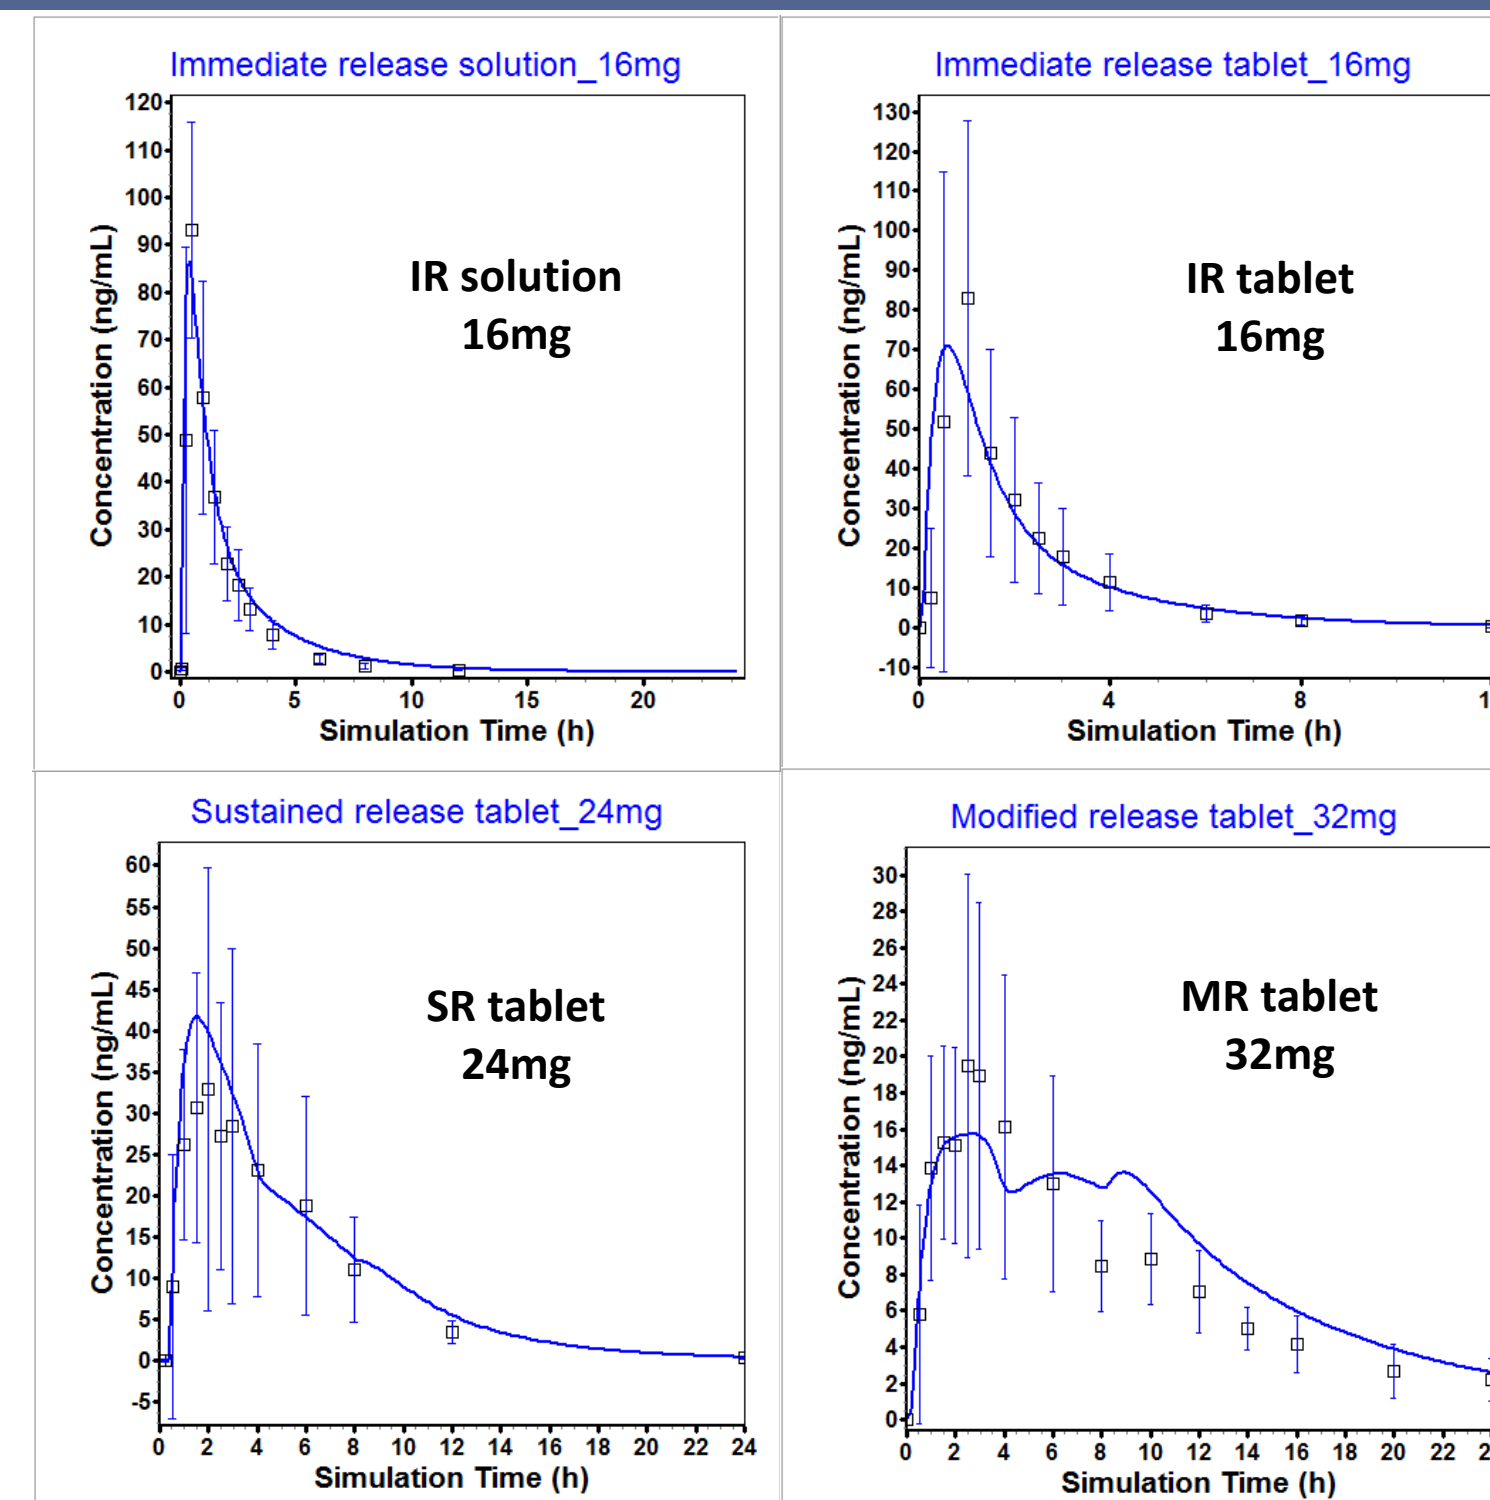 Immediate release solution_16mg
120
110
100
90
80
70
60
50
40
30
20
10
0
Concentration (ng/mL)
IR solution
16mg
0 5 10 15 20
Simulation Time (h)
Immediate release tablet_16mg
130
120
110
100
90
80
70
60
50
40
30
20
10
0
-10
Concentration (ng/mL)
IR tablet
16mg
0 4 8 1
Simulation Time (h)
Sustained release tablet_24mg
60
55
50
45
40
35
30
25
20
15
10
5
0
-5
Concentration (ng/mL)
SR tablet
24mg
0 2 4 6 8 10 12 14 16 18 20 22 24
Simulation Time (h)
Modified release tablet_32mg
30
28
26
24
22
20
18
16
14
12
10
8
6
4
2
0
Concentration (ng/mL)
MR tablet
32mg
0 2 4 6 8 10 12 14 16 18 20 22 2
Simulation Time (h)